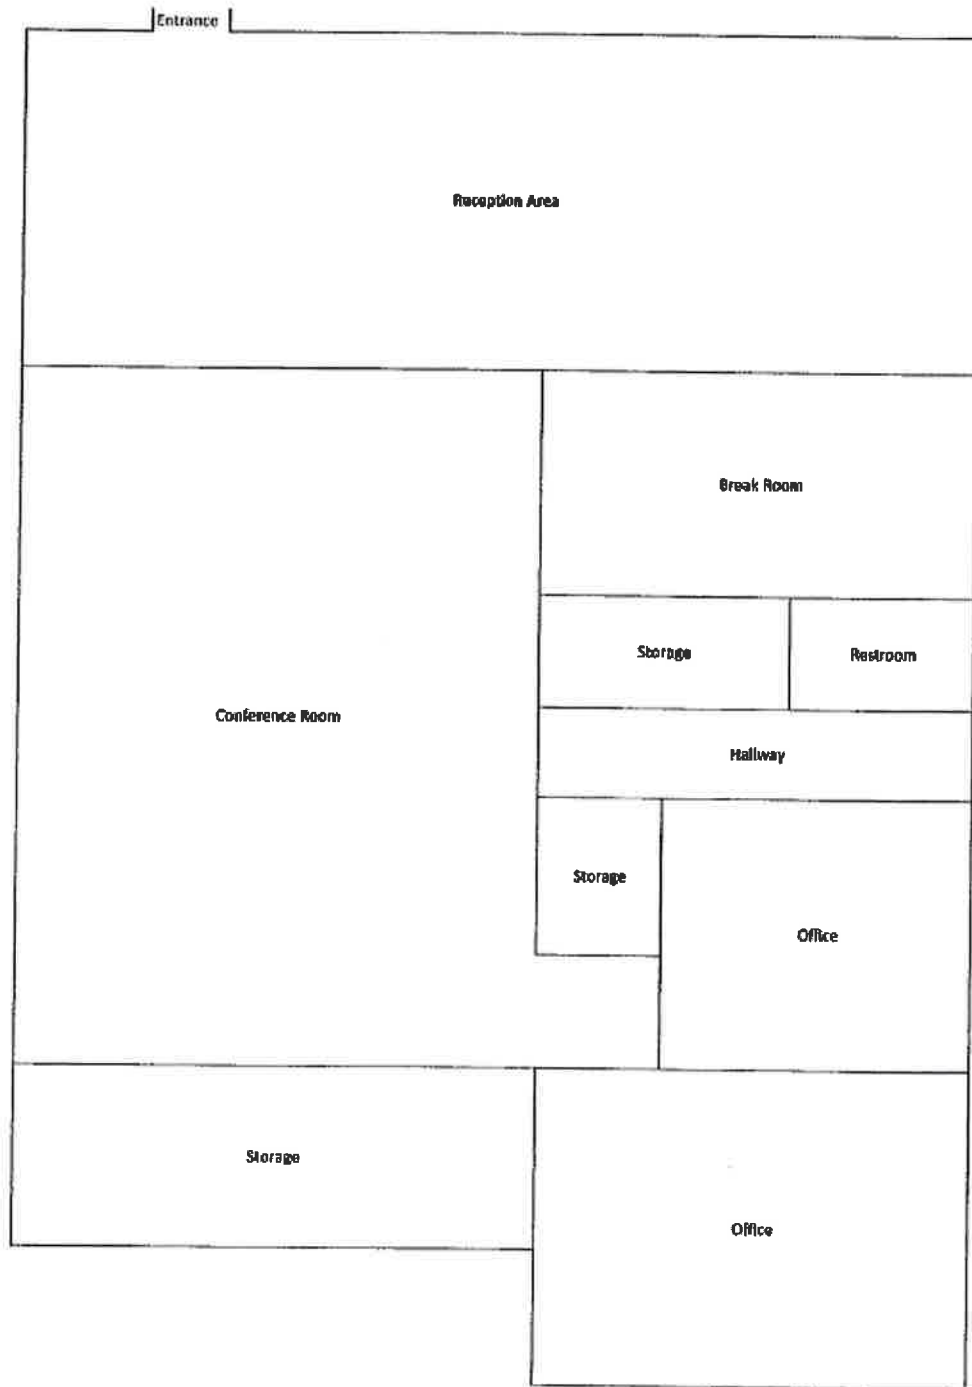 Entrance
Reception Area
Break Room
Storage
Restroom
Conference Room
Hallway
Storage
Office
Storage
Office